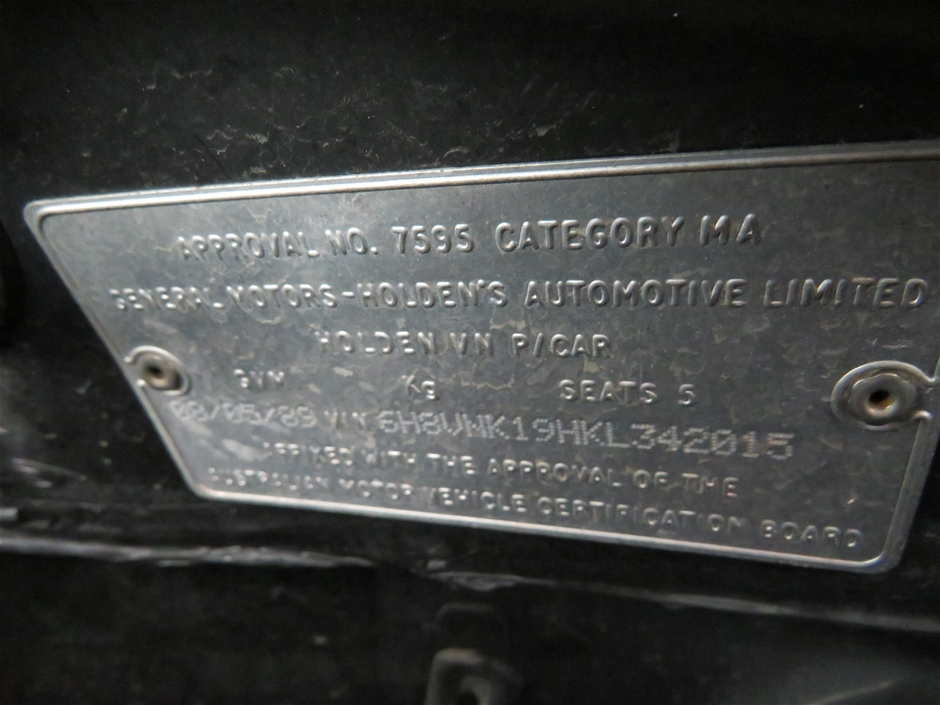 APPROVAL NO. 7595 CATEGORY MA
GENERAL MOTORS-HOLDEN'S AUTOMOTIVE LIMITED
HOLDEN VN P/CAR
GVM KG SEATS 5
08/05/89 VIN 6H8VNK19HKL342015
AFFIXED WITH THE APPROVAL OF THE
AUSTRALIAN MOTOR VEHICLE CERTIFICATION BOARD